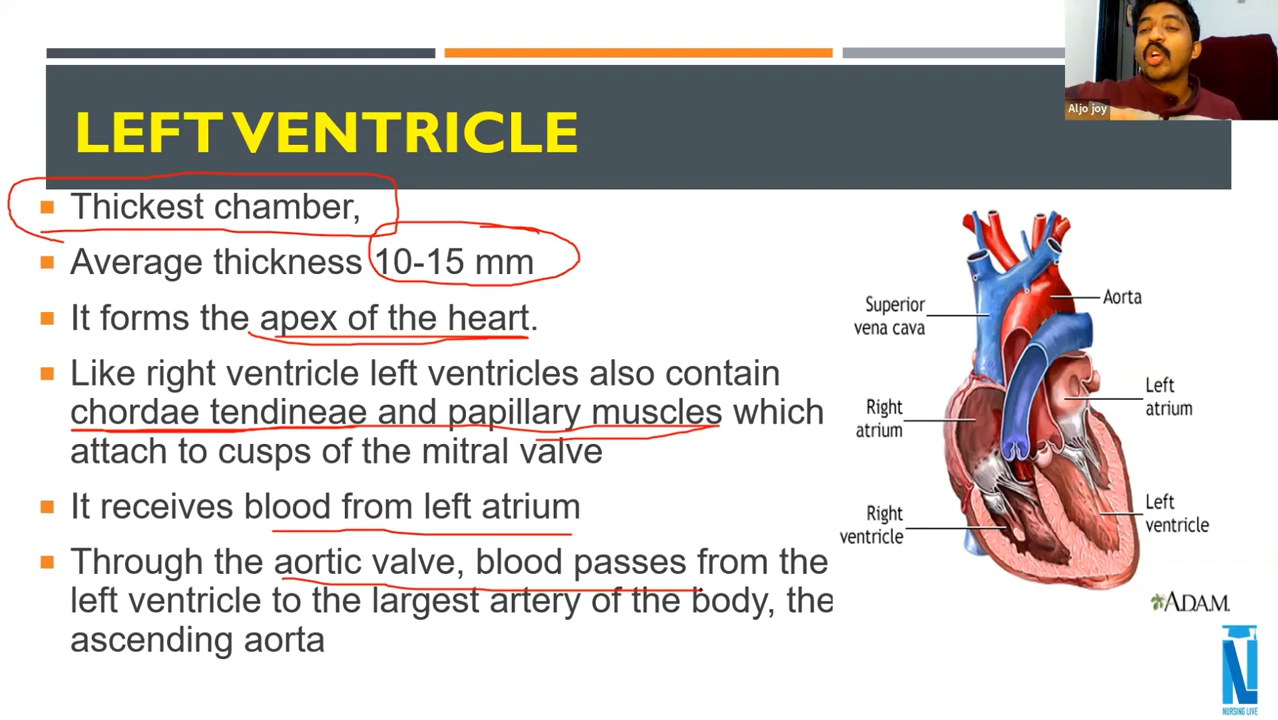 Aljo joy
LEFT VENTRICLE
Thickest chamber,
Average thickness 10-15 mm
It forms the apex of the heart.
Like right ventricle left ventricles also contain
chordae tendineae and papillary muscles which
attach to cusps of the mitral valve
It receives blood from left atrium
Through the aortic valve, blood passes from the
left ventricle to the largest artery of the body, the
ascending aorta
Superior
vena cava
Aorta
Right
atrium
Left
atrium
Right
ventricle
Left
ventricle
ADAM.
NURSING LIVE